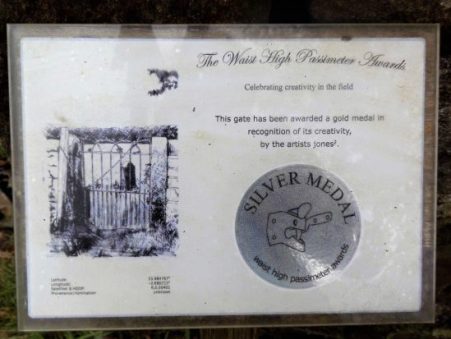 The Waist High Passimeter Awards
Celebrating creativity in the field
This gate has been awarded a gold medal in
recognition of its creativity,
by the artists jones².
SILVER MEDAL
waist high passimeter awards
Latitude:
Longitude: